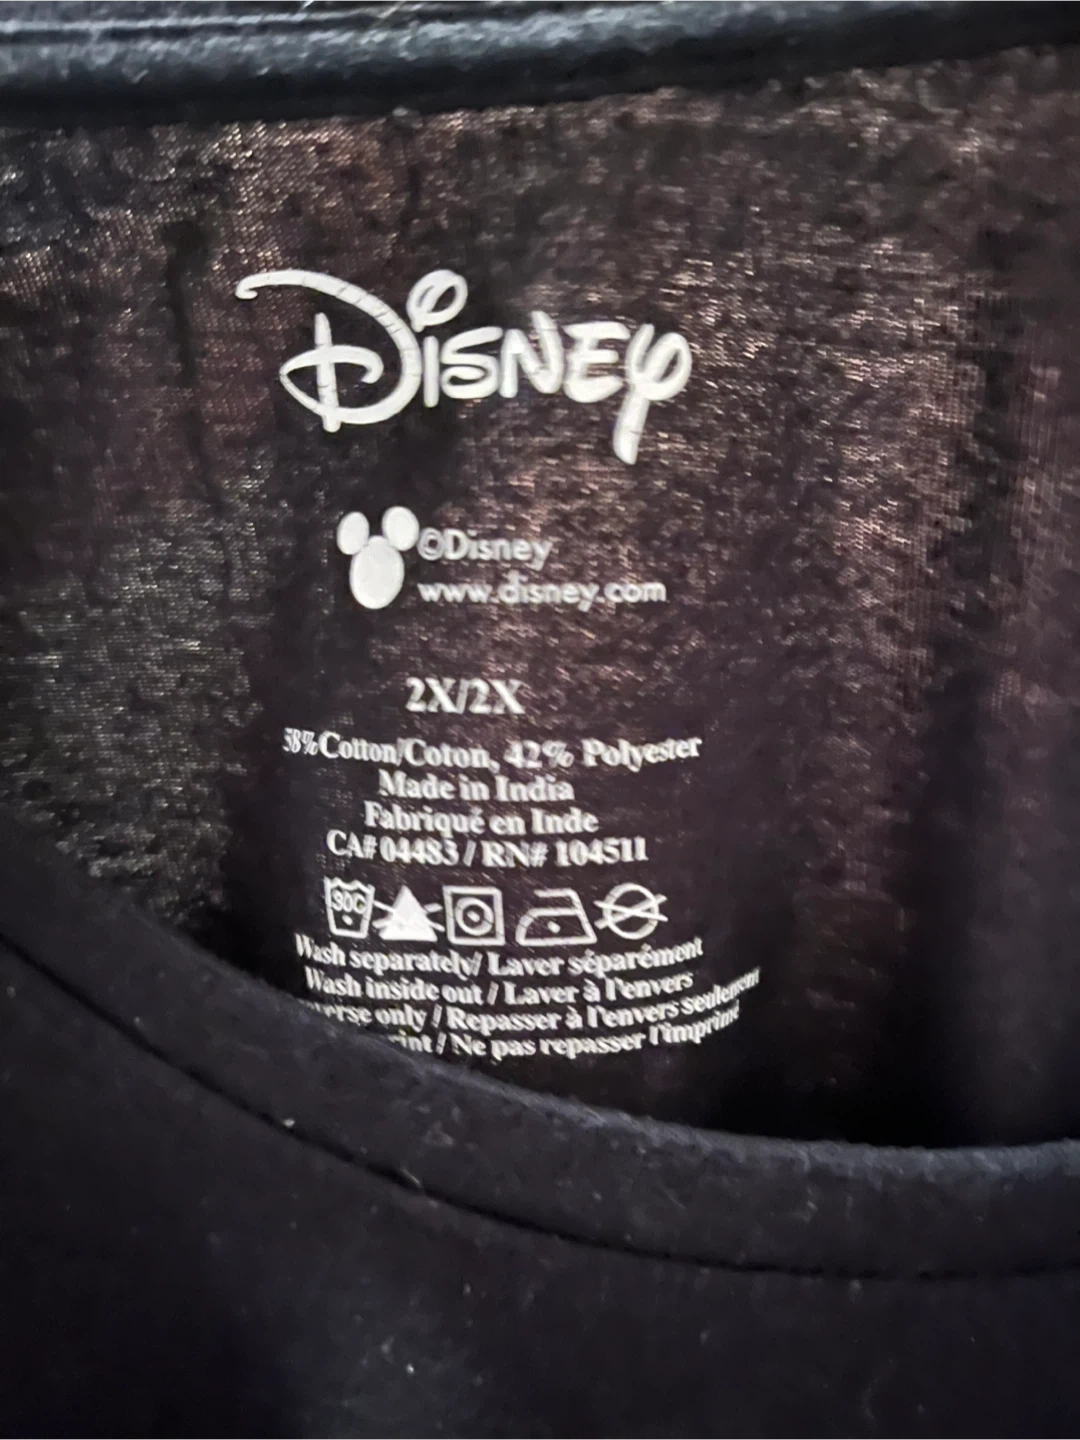 Disney
©Disney
www.disney.com
2X/2X
58%Cotton/Coton, 42% Polyester
Made in India
Fabriqué en Inde
CA# 04483 / RN# 104511
30C
Wash separately/ Laver séparément
Wash inside out / Laver à l'envers
only / Repasser à l'envers seulement
/ Ne pas repasser l'imprimé